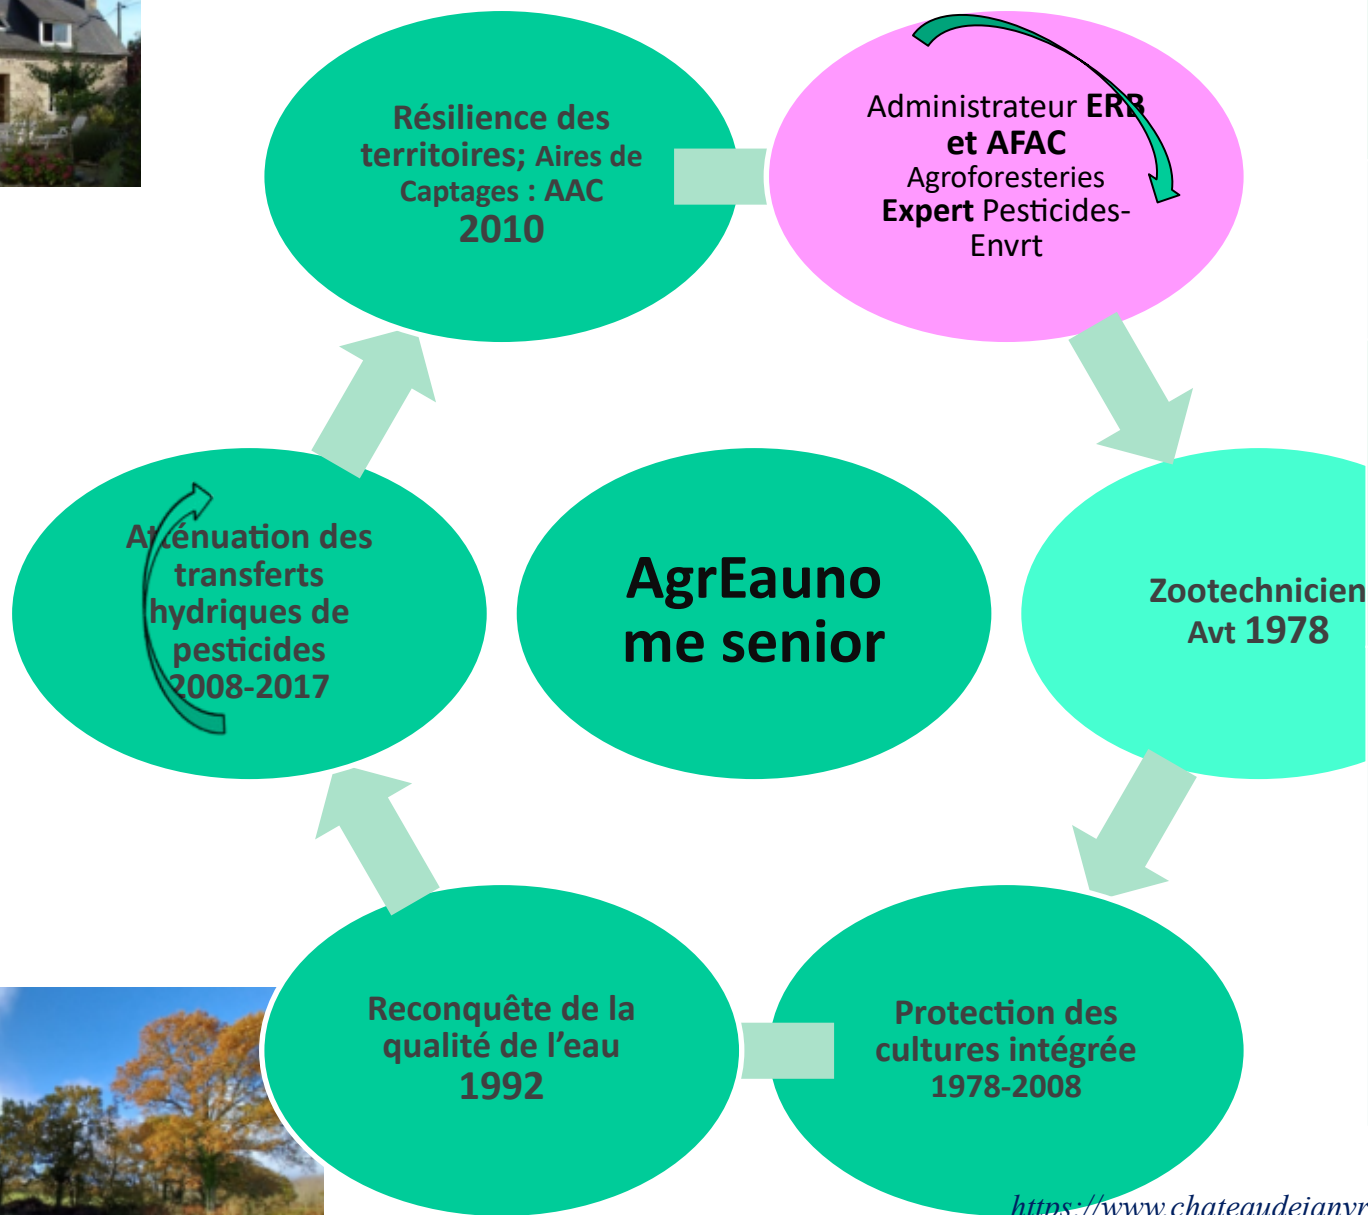 Résilience des
territoires; Aires de
Captages : AAC
2010
Administrateur ERB
et AFAC
Agroforesteries
Expert Pesticides-
Envrt
Atténuation des
transferts
hydriques de
pesticides
2008-2017
AgrEauno
me senior
Zootechnicien
Avt 1978
Reconquête de la
qualité de l’eau
1992
Protection des
cultures intégrée
1978-2008
https://www.chateaudejanvr